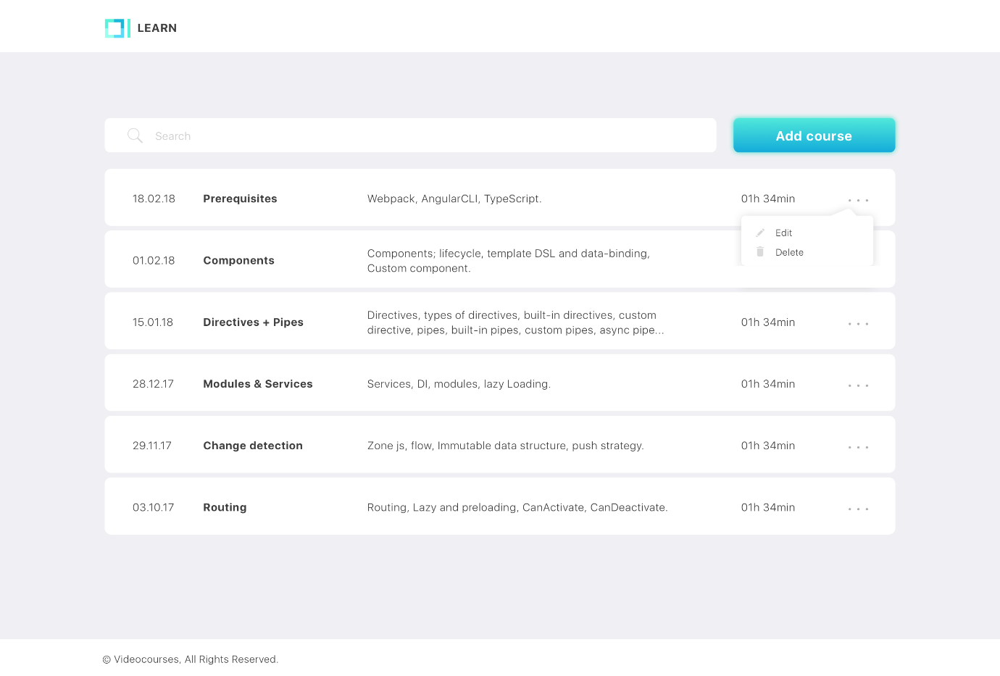 LEARN
Search
Add course
18.02.18 Prerequisites Webpack, AngularCLI, TypeScript. 01h 34min
Edit
Delete
01.02.18 Components Components; lifecycle, template DSL and data-binding,
Custom component.
15.01.18 Directives + Pipes Directives, types of directives, built-in directives, custom
directive, pipes, built-in pipes, custom pipes, async pipe... 01h 34min
28.12.17 Modules & Services Services, DI, modules, lazy Loading. 01h 34min
29.11.17 Change detection Zone js, flow, Immutable data structure, push strategy. 01h 34min
03.10.17 Routing Routing, Lazy and preloading, CanActivate, CanDeactivate. 01h 34min
© Videocourses, All Rights Reserved.